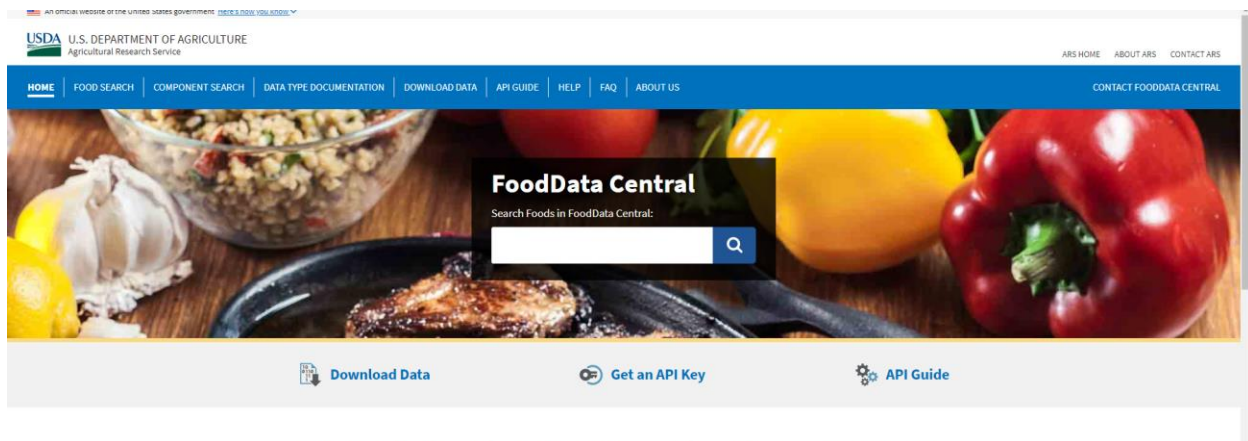 An official website of the United States government Here's how you know
USDA U.S. DEPARTMENT OF AGRICULTURE
Agricultural Research Service
ARS HOME ABOUT ARS CONTACT ARS
HOME FOOD SEARCH COMPONENT SEARCH DATA TYPE DOCUMENTATION DOWNLOAD DATA API GUIDE HELP FAQ ABOUT US CONTACT FOODDATA CENTRAL
FoodData Central
Search Foods in FoodData Central:
Download Data Get an API Key API Guide